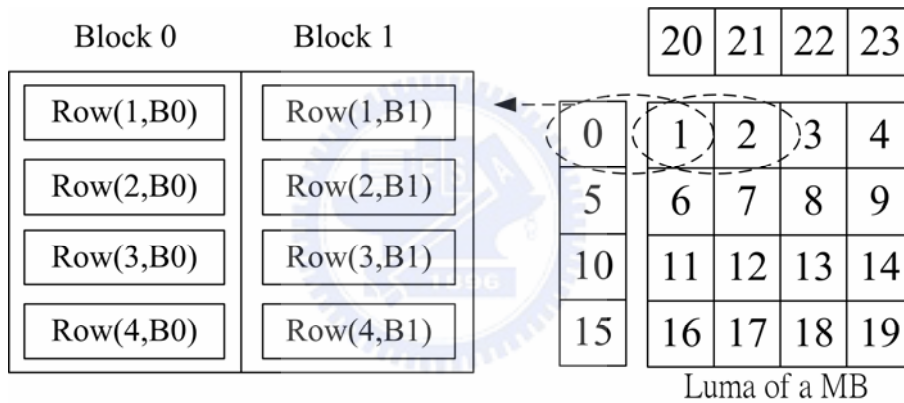 Block 0 Block 1
Row(1,B0) Row(1,B1)
Row(2,B0) Row(2,B1)
Row(3,B0) Row(3,B1)
Row(4,B0) Row(4,B1)
20 21 22 23
0 1 2 3 4
5 6 7 8 9
10 11 12 13 14
15 16 17 18 19
Luma of a MB
E S A
1896